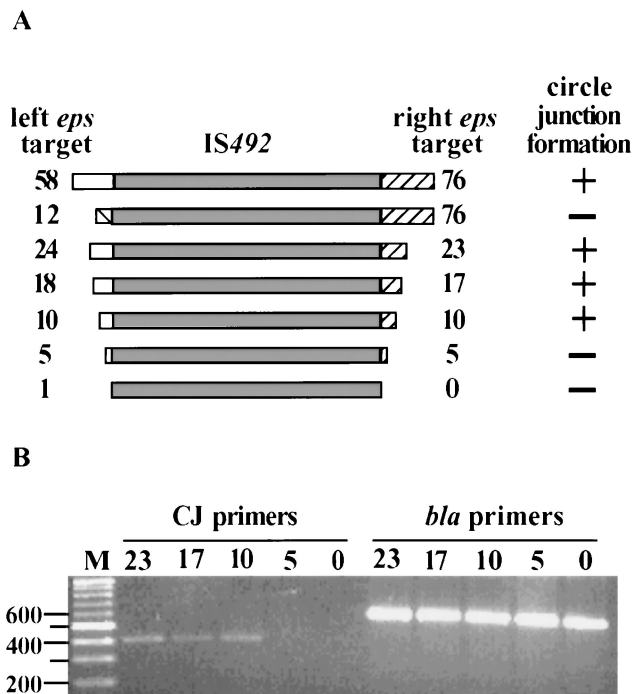 A
left eps target
IS492
right eps target
circle junction formation
58 76 +
12 76 −
24 23 +
18 17 +
10 10 +
5 5 −
1 0 −
B
CJ primers
bla primers
M 23 17 10 5 0 23 17 10 5 0
600
400
200